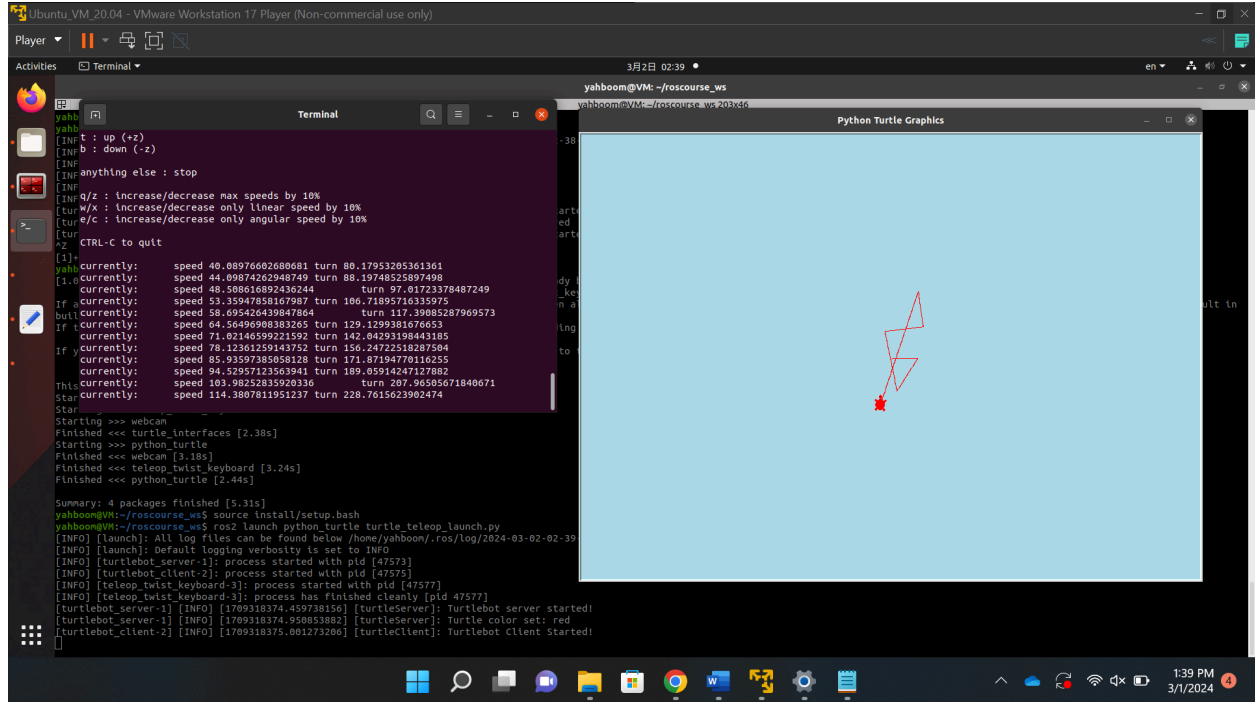 Ubuntu_VM_20.04 - VMware Workstation 17 Player (Non-commercial use only)
Player
Activities
Terminal
3月2日 02:39
en
yahboom@VM: ~/roscourse_ws
yahboom@VM: ~/roscourse_ws 203x46
Terminal
t : up (+z)
b : down (-z)
anything else : stop
q/z : increase/decrease max speeds by 10%
w/x : increase/decrease only linear speed by 10%
e/c : increase/decrease only angular speed by 10%
CTRL-C to quit
currently: speed 40.08976602680681 turn 80.17953205361361
currently: speed 44.09874262948749 turn 88.19748525897498
currently: speed 48.508616892436244 turn 97.01723378487249
currently: speed 53.35947858167987 turn 106.71895716335975
currently: speed 58.695426439847864 turn 117.39085287969573
currently: speed 64.56496908383265 turn 129.1299381676653
currently: speed 71.02146599221592 turn 142.04293198443185
currently: speed 78.12361259143752 turn 156.24722518287504
currently: speed 85.93597385058128 turn 171.87194770116255
currently: speed 94.52957123563941 turn 189.05914247127882
currently: speed 103.98252835920336 turn 207.96505671840671
currently: speed 114.3807811951237 turn 228.7615623902474
Python Turtle Graphics
Starting >>> webcam
Finished <<< turtle_interfaces [2.38s]
Starting >>> python_turtle
Finished <<< webcam [3.18s]
Finished <<< teleop_twist_keyboard [3.24s]
Finished <<< python_turtle [2.44s]
Summary: 4 packages finished [5.31s]
yahboom@VM:~/roscourse_ws$ source install/setup.bash
yahboom@VM:~/roscourse_ws$ ros2 launch python_turtle turtle_teleop_launch.py
[INFO] [launch]: All log files can be found below /home/yahboom/.ros/log/2024-03-02-02-39-
[INFO] [launch]: Default logging verbosity is set to INFO
[INFO] [turtlebot_server-1]: process started with pid [47573]
[INFO] [turtlebot_client-2]: process started with pid [47575]
[INFO] [teleop_twist_keyboard-3]: process started with pid [47577]
[INFO] [teleop_twist_keyboard-3]: process has finished cleanly [pid 47577]
[turtlebot_server-1] [INFO] [1709318374.459738156] [turtleServer]: Turtlebot server started!
[turtlebot_server-1] [INFO] [1709318374.950853882] [turtleServer]: Turtle color set: red
[turtlebot_client-2] [INFO] [1709318375.001273206] [turtleClient]: Turtlebot Client Started!
1:39 PM
3/1/2024
4